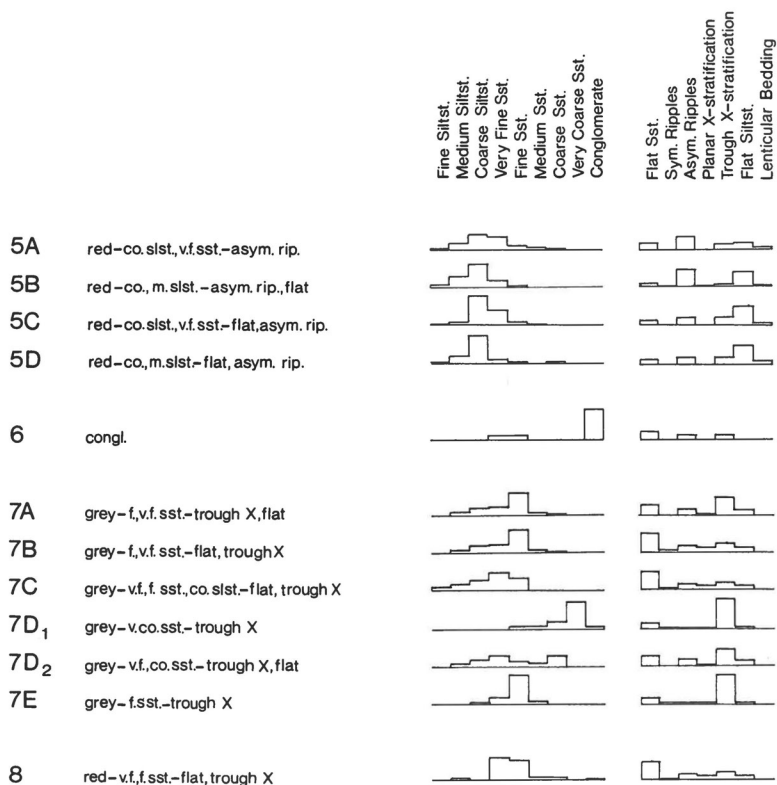 Fine Siltst.
Medium Siltst.
Coarse Siltst.
Very Fine Sst.
Fine Sst.
Medium Sst.
Coarse Sst.
Very Coarse Sst.
Conglomerate
Flat Sst.
Sym. Ripples
Asym. Ripples
Planar X-stratification
Trough X-stratification
Flat Siltst.
Lenticular Bedding
5A red-co. slst., v.f. sst.-asym. rip.
5B red-co., m. slst.-asym. rip., flat
5C red-co. slst., v.f. sst.-flat, asym. rip.
5D red-co., m. slst.-flat, asym. rip.
6 congl.
7A grey-f., v.f. sst.-trough X, flat
7B grey-f., v.f. sst.-flat, trough X
7C grey-v.f., f. sst., co. slst.-flat, trough X
7D₁ grey-v.co. sst.-trough X
7D₂ grey-v.f., co. sst.-trough X, flat
7E grey-f. sst.-trough X
8 red-v.f., f. sst.-flat, trough X